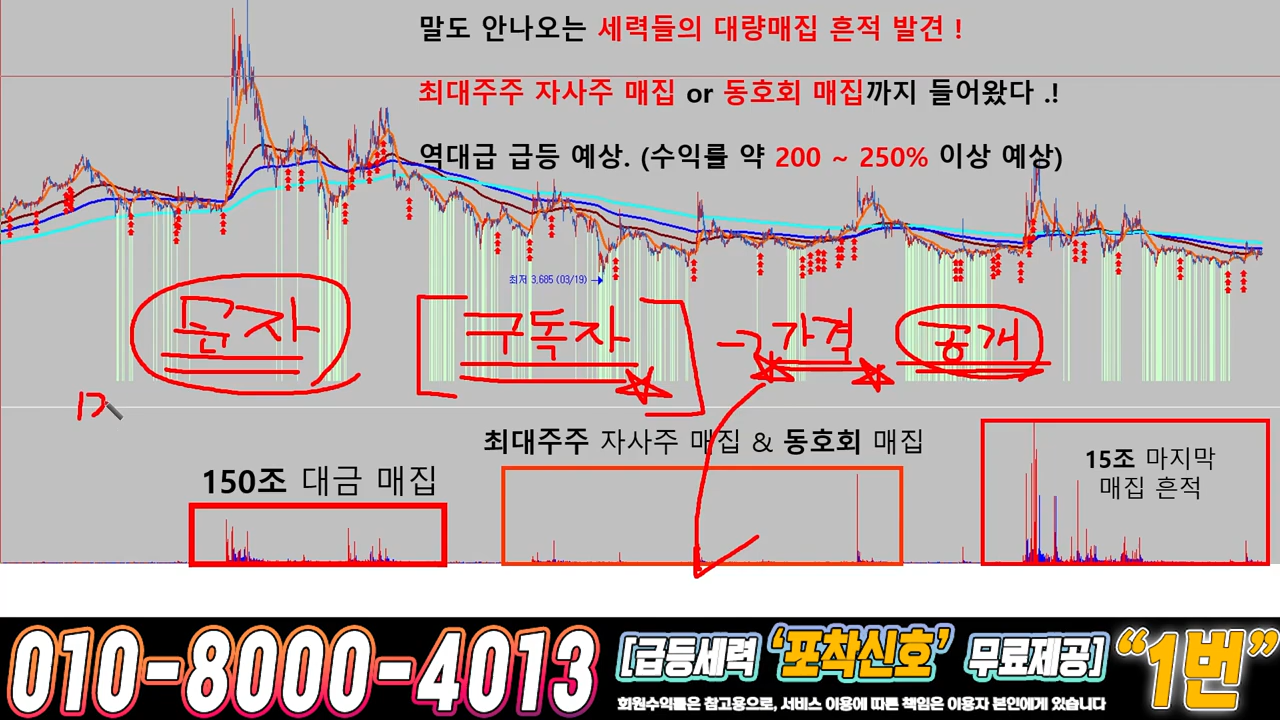 말도 안나오는 세력들의 대량매집 흔적 발견 !
최대주주 자사주 매집 or 동호회 매집까지 들어왔다 .!
역대급 급등 예상. (수익률 약 200 ~ 250% 이상 예상)
최저 3,685 (03/19)
문자 구독자 가격 공개
최대주주 자사주 매집 & 동호회 매집
150조 대금 매집
15조 마지막
매집 흔적
010-8000-4013 [급등세력 '포착신호' 무료제공] "1번"
회원수익률은 참고용으로, 서비스 이용에 따른 책임은 이용자 본인에게 있습니다